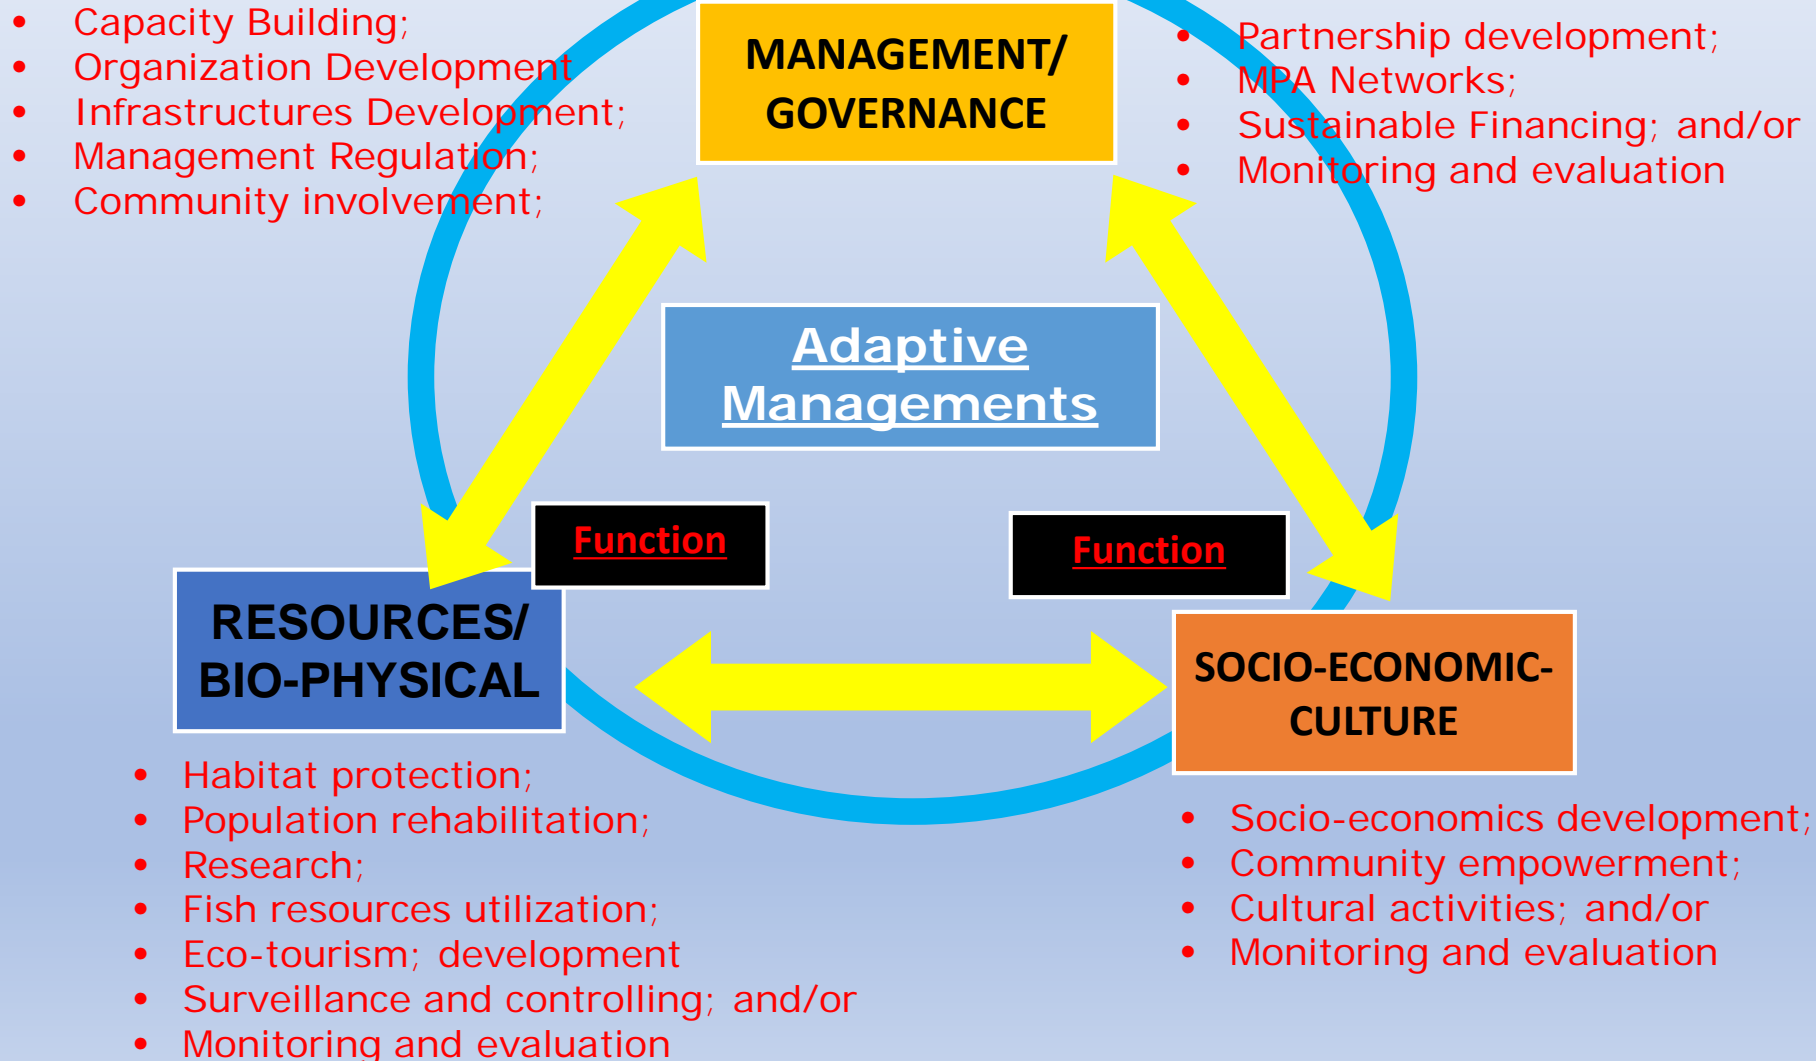 • Capacity Building;
• Organization Development
• Infrastructures Development;
• Management Regulation;
• Community involvement;
MANAGEMENT/
GOVERNANCE
• Partnership development;
• MPA Networks;
• Sustainable Financing; and/or
• Monitoring and evaluation
Adaptive
Managements
Function
Function
RESOURCES/
BIO-PHYSICAL
SOCIO-ECONOMIC-
CULTURE
• Habitat protection;
• Population rehabilitation;
• Research;
• Fish resources utilization;
• Eco-tourism; development
• Surveillance and controlling; and/or
• Monitoring and evaluation
• Socio-economics development;
• Community empowerment;
• Cultural activities; and/or
• Monitoring and evaluation